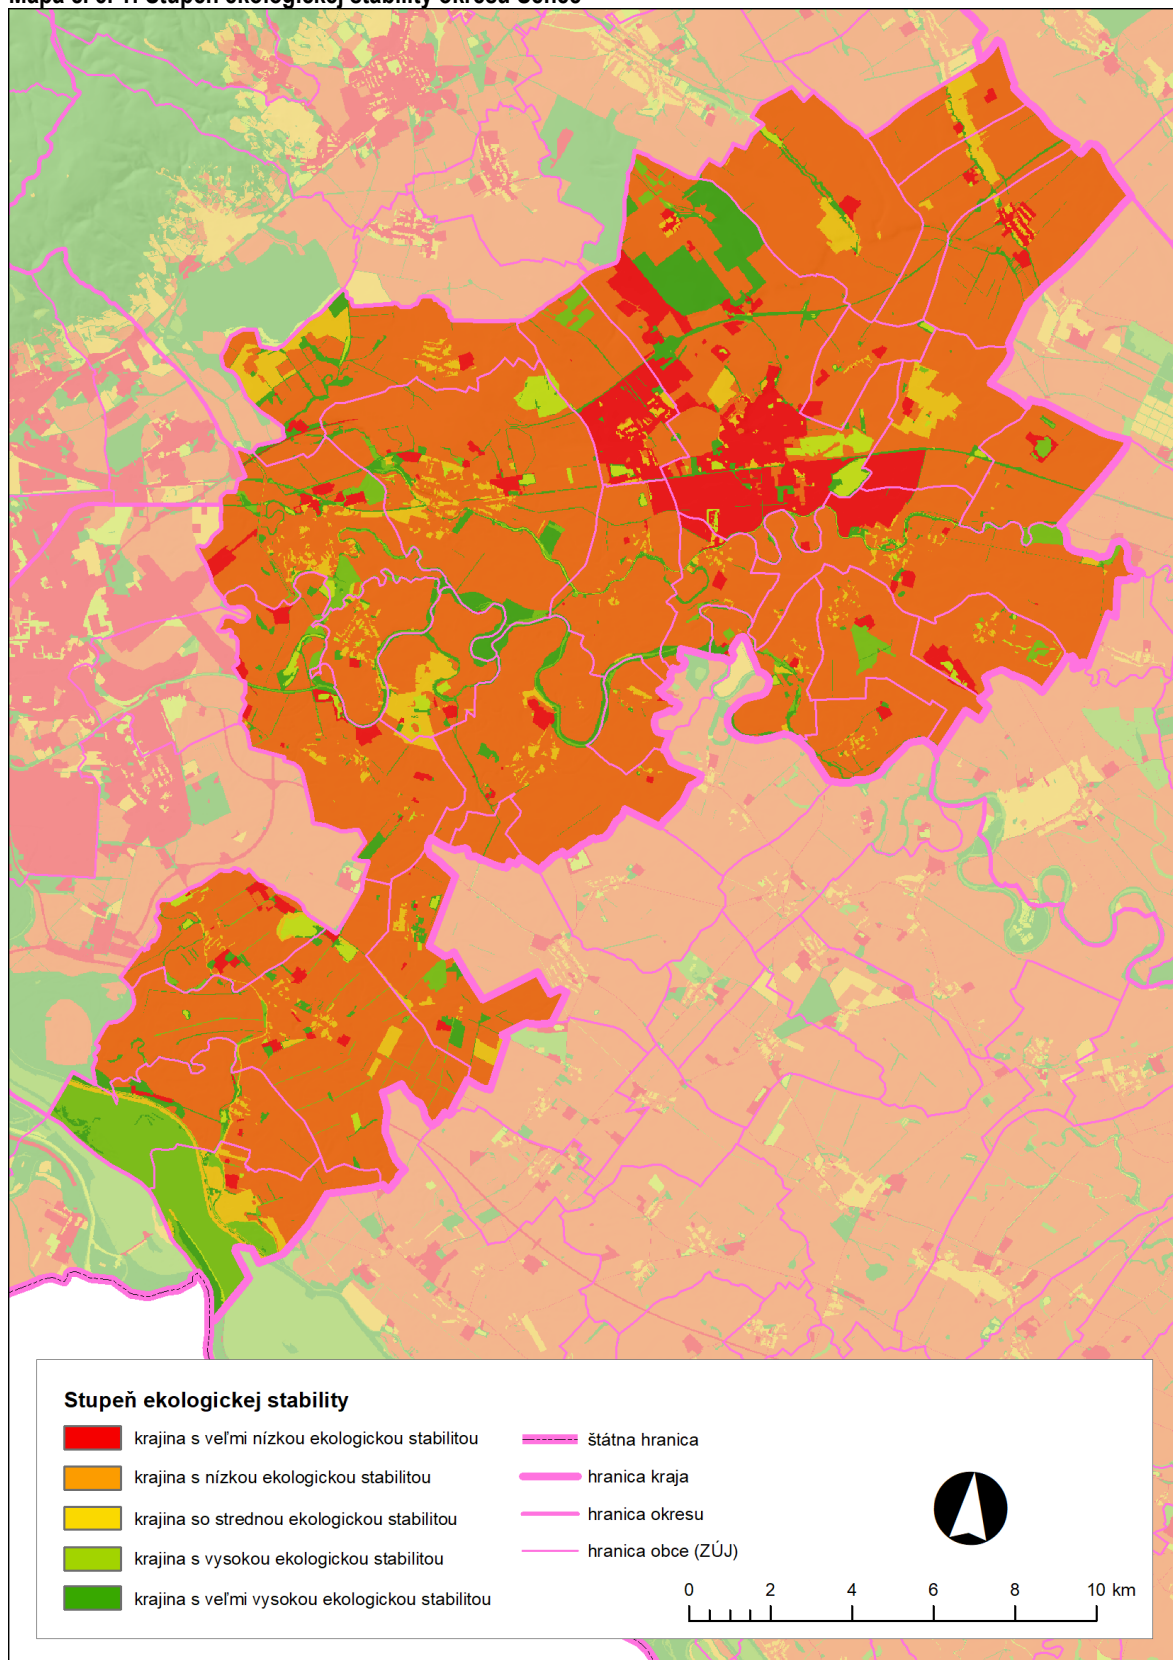 Stupeň ekologickej stability
krajina s veľmi nízkou ekologickou stabilitou
krajina s nízkou ekologickou stabilitou
krajina so strednou ekologickou stabilitou
krajina s vysokou ekologickou stabilitou
krajina s veľmi vysokou ekologickou stabilitou
štátna hranica
hranica kraja
hranica okresu
hranica obce (ZÚJ)
0 2 4 6 8 10 km